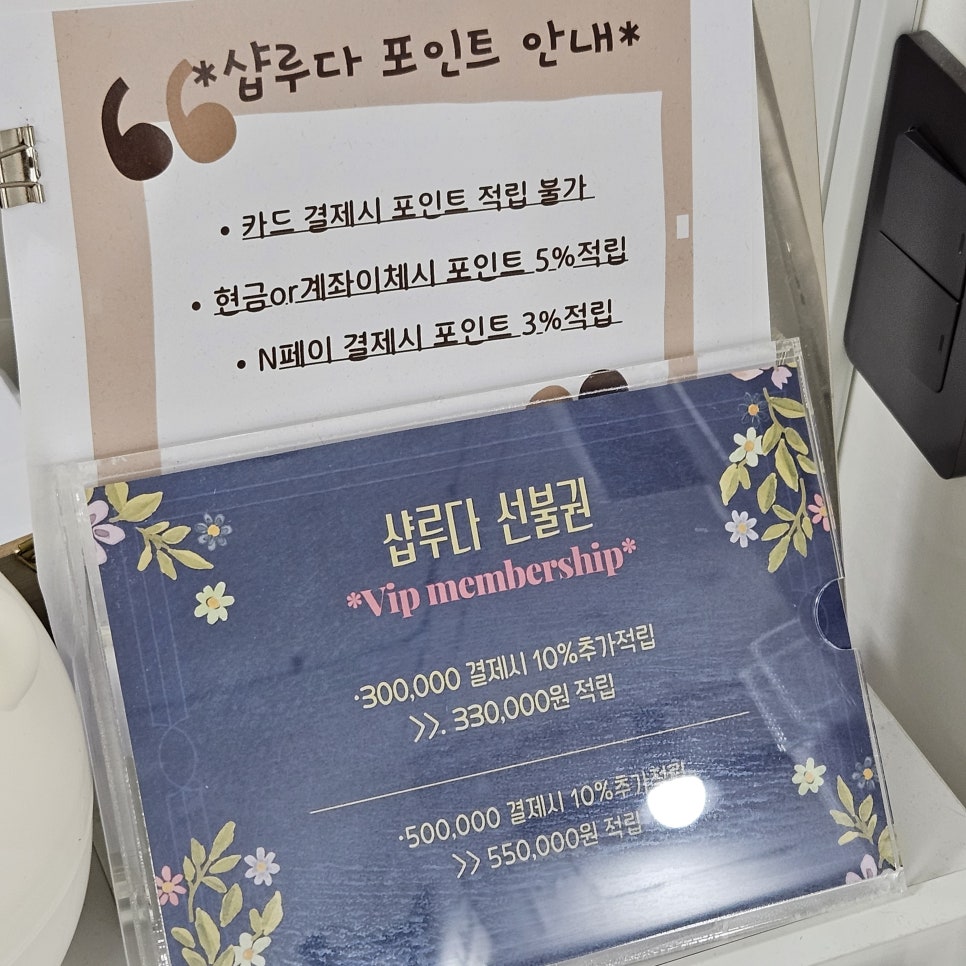 *샵루다 포인트 안내*
• 카드 결제시 포인트 적립 불가
• 현금or계좌이체시 포인트 5%적립
• N페이 결제시 포인트 3%적립
샵루다 선불권
*Vip membership*
·300,000 결제시 10%추가적립
>>. 330,000원 적립
·500,000 결제시 10%추가적립
>> 550,000원 적립